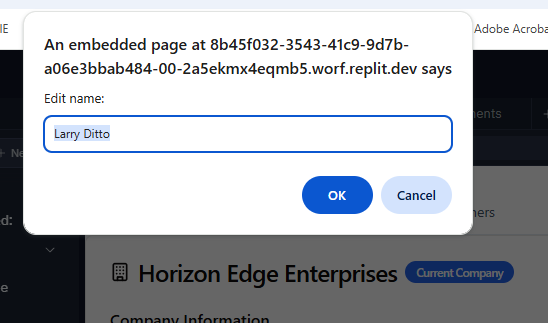 IE
Adobe Acroba
An embedded page at 8b45f032-3543-41c9-9d7b-
a06e3bbab484-00-2a5ekmx4eqmb5.worf.replit.dev says
Edit name:
Larry Ditto
ments
+ Ne
OK
Cancel
ners
d:
e
Horizon Edge Enterprises
Current Company
Company Information